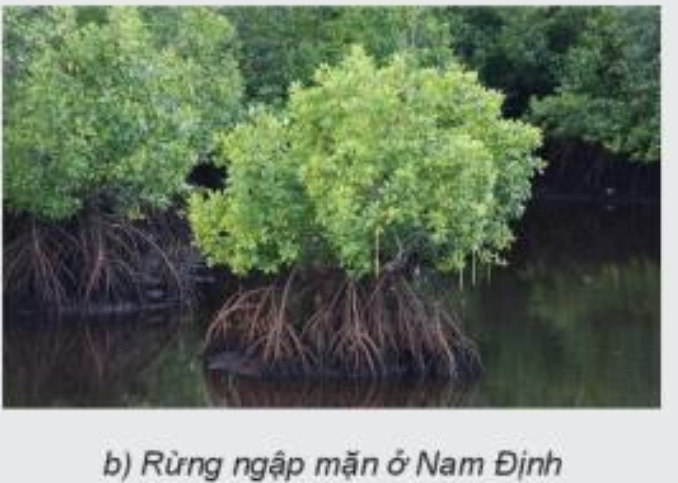 b) Rừng ngập mặn ở Nam Định